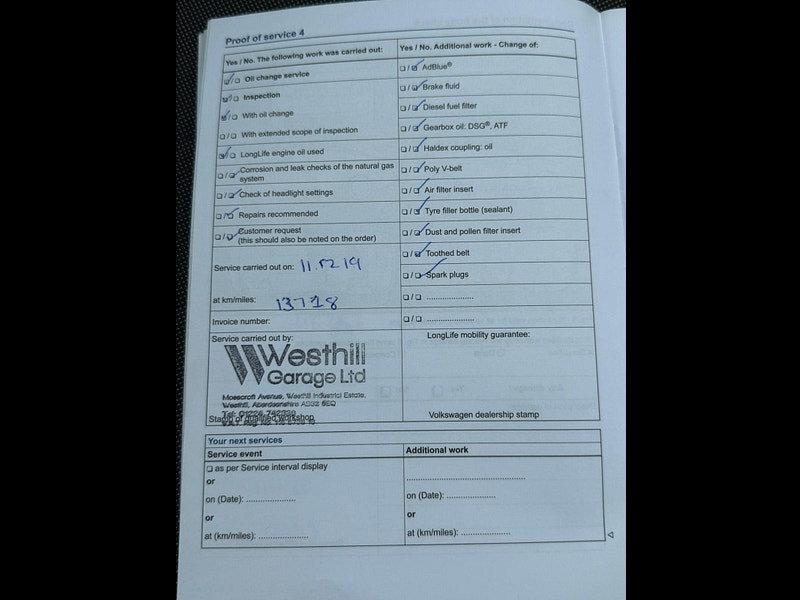 Proof of service 4
Yes / No. The following work was carried out:
☑/☐ Oil change service
☑/☐ Inspection
☑/☐ With oil change
☐/☐ With extended scope of inspection
☑/☐ LongLife engine oil used
☐/☑ Corrosion and leak checks of the natural gas
system
☐/☑ Check of headlight settings
☐/☑ Repairs recommended
☐/☑ Customer request
(this should also be noted on the order)
Service carried out on:
at km/miles: 13718
Invoice number:
Service carried out by:
Westhill
Garage Ltd
Moss­croft Avenue, Westhill Industrial Estate,
Westhill, Aberdeenshire AB32 6EQ
Tel:
Stamp of qualified workshop
Yes / No. Additional work - Change of:
☐/☑ AdBlue®
☐/☑ Brake fluid
☐/☑ Diesel fuel filter
☐/☑ Gearbox oil: DSG®, ATF
☐/☑ Haldex coupling: oil
☐/☑ Poly V-belt
☐/☑ Air filter insert
☐/☑ Tyre filler bottle (sealant)
☐/☑ Dust and pollen filter insert
☐/☑ Toothed belt
☐/☑ Spark plugs
☐/☐ ......................
☐/☐ ......................
LongLife mobility guarantee:
Volkswagen dealership stamp
Your next services
Service event
☐ as per Service interval display
or
on (Date): ......................
or
at (km/miles): ......................
Additional work
......................................................
on (Date): ......................
or
at (km/miles): ......................